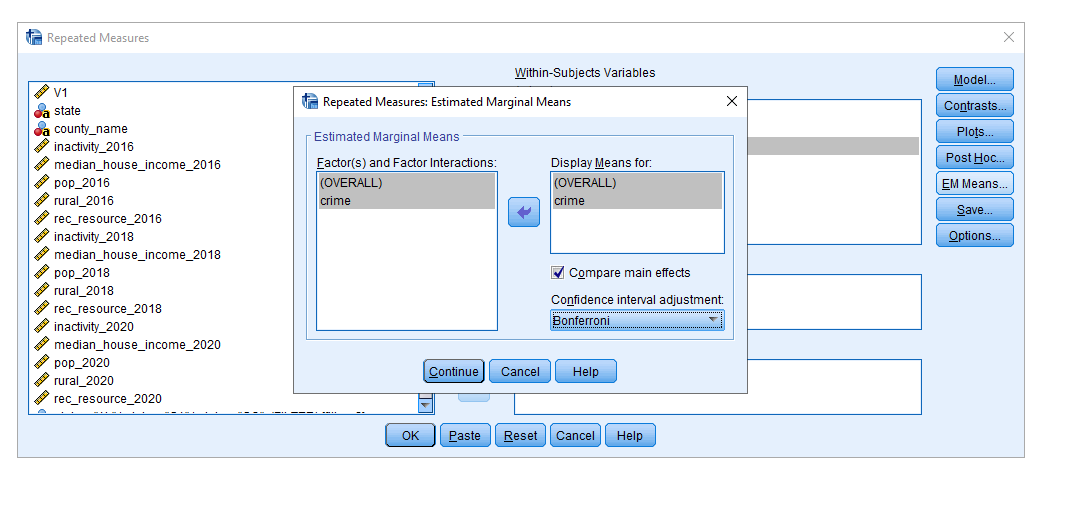 Repeated Measures
Within-Subjects Variables
V1
state
county_name
inactivity_2016
median_house_income_2016
pop_2016
rural_2016
rec_resource_2016
inactivity_2018
median_house_income_2018
pop_2018
rural_2018
rec_resource_2018
inactivity_2020
median_house_income_2020
pop_2020
rural_2020
rec_resource_2020
Repeated Measures: Estimated Marginal Means
Estimated Marginal Means
Factor(s) and Factor Interactions:
(OVERALL)
crime
Display Means for:
(OVERALL)
crime
Compare main effects
Confidence interval adjustment:
Bonferroni
Continue Cancel Help
Model...
Contrasts...
Plots...
Post Hoc...
EM Means...
Save...
Options...
OK Paste Reset Cancel Help